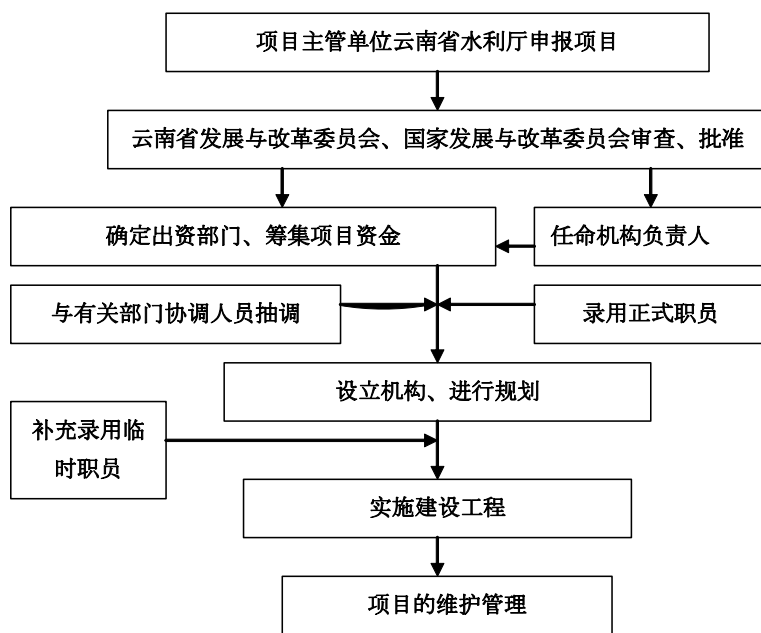 项目主管单位云南省水利厅申报项目
云南省发展与改革委员会、国家发展与改革委员会审查、批准
确定出资部门、筹集项目资金
任命机构负责人
与有关部门协调人员抽调
录用正式职员
设立机构、进行规划
补充录用临
时职员
实施建设工程
项目的维护管理